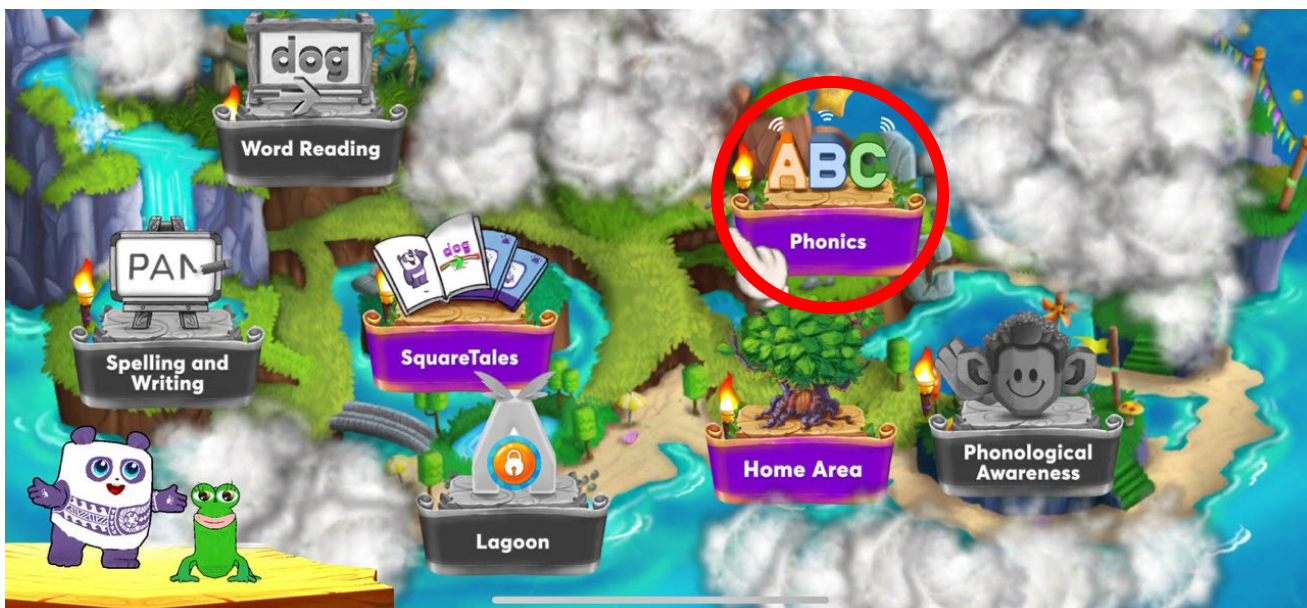 dog
Word Reading
ABC
Phonics
PAN
Spelling and
Writing
dog
SquareTales
Home Area
Phonological
Awareness
Lagoon